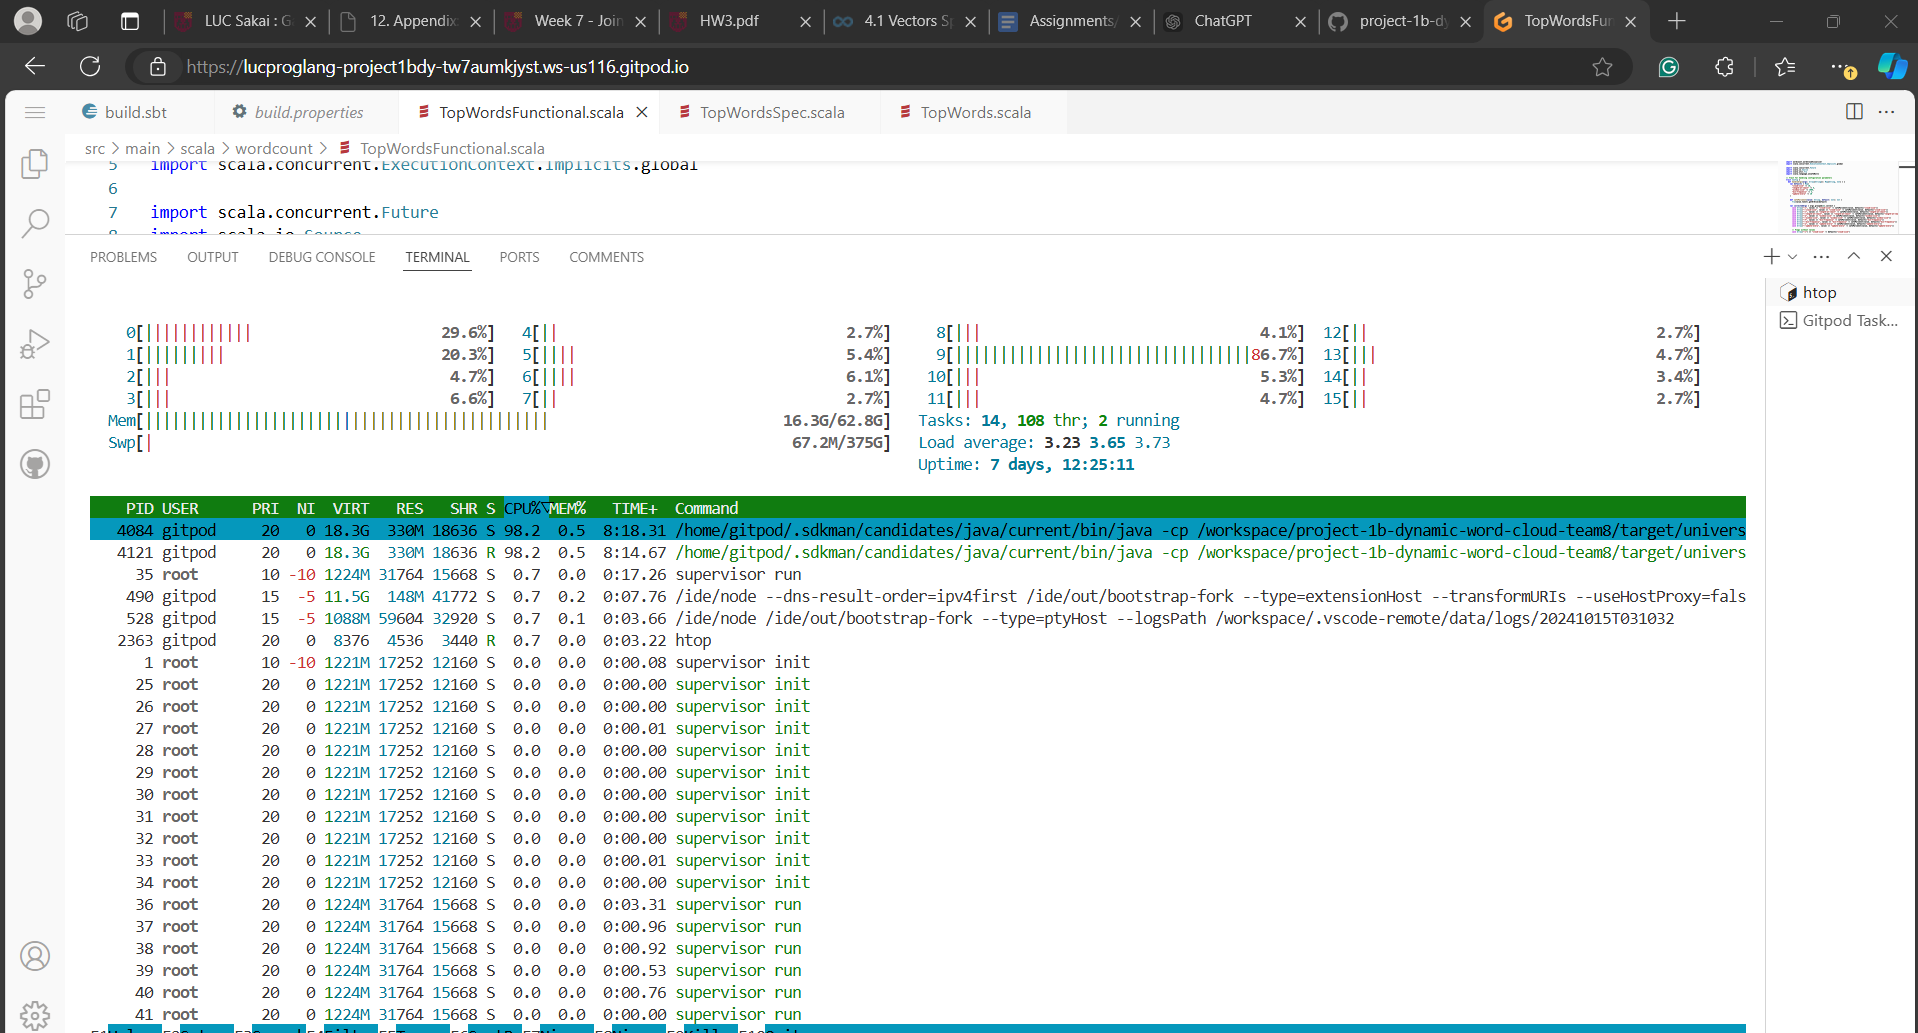 LUC Sakai : Ga
12. Appendix
Week 7 - Join
HW3.pdf
4.1 Vectors Sp
Assignments/
ChatGPT
project-1b-dy
TopWordsFun
https://lucproglang-project1bdy-tw7aumkjyst.ws-us116.gitpod.io
build.sbt
build.properties
TopWordsFunctional.scala
TopWordsSpec.scala
TopWords.scala
src > main > scala > wordcount > TopWordsFunctional.scala
5 import scala.concurrent.ExecutionContext.Implicits.global
6
7 import scala.concurrent.Future
8 import scala.io.Source
PROBLEMS OUTPUT DEBUG CONSOLE TERMINAL PORTS COMMENTS
htop
Gitpod Task...
0[||||||||||||29.6%] 4[|| 2.7%] 8[||| 4.1%] 12[|| 2.7%]
1[||||||||| 20.3%] 5[|||| 5.4%] 9[|||||||||||||||||||||||||||||||||86.7%] 13[||| 4.7%]
2[||| 4.7%] 6[|||| 6.1%] 10[||| 5.3%] 14[|| 3.4%]
3[||| 6.6%] 7[|| 2.7%] 11[||| 4.7%] 15[|| 2.7%]
Mem[|||||||||||||||||||||||||||||||||||||||||||||16.3G/62.8G] Tasks: 14, 108 thr; 2 running
Swp[| 67.2M/375G] Load average: 3.23 3.65 3.73
Uptime: 7 days, 12:25:11
PID USER PRI NI VIRT RES SHR S CPU%▽MEM% TIME+ Command
4084 gitpod 20 0 18.3G 330M 18636 S 98.2 0.5 8:18.31 /home/gitpod/.sdkman/candidates/java/current/bin/java -cp /workspace/project-1b-dynamic-word-cloud-team8/target/univers
4121 gitpod 20 0 18.3G 330M 18636 R 98.2 0.5 8:14.67 /home/gitpod/.sdkman/candidates/java/current/bin/java -cp /workspace/project-1b-dynamic-word-cloud-team8/target/univers
35 root 10 -10 1224M 31764 15668 S 0.7 0.0 0:17.26 supervisor run
490 gitpod 15 -5 11.5G 148M 41772 S 0.7 0.2 0:07.76 /ide/node --dns-result-order=ipv4first /ide/out/bootstrap-fork --type=extensionHost --transformURIs --useHostProxy=fals
528 gitpod 15 -5 1088M 59604 32920 S 0.7 0.1 0:03.66 /ide/node /ide/out/bootstrap-fork --type=ptyHost --logsPath /workspace/.vscode-remote/data/logs/20241015T031032
2363 gitpod 20 0 8376 4536 3440 R 0.7 0.0 0:03.22 htop
1 root 10 -10 1221M 17252 12160 S 0.0 0.0 0:00.08 supervisor init
25 root 20 0 1221M 17252 12160 S 0.0 0.0 0:00.00 supervisor init
26 root 20 0 1221M 17252 12160 S 0.0 0.0 0:00.00 supervisor init
27 root 20 0 1221M 17252 12160 S 0.0 0.0 0:00.01 supervisor init
28 root 20 0 1221M 17252 12160 S 0.0 0.0 0:00.00 supervisor init
29 root 20 0 1221M 17252 12160 S 0.0 0.0 0:00.00 supervisor init
30 root 20 0 1221M 17252 12160 S 0.0 0.0 0:00.00 supervisor init
31 root 20 0 1221M 17252 12160 S 0.0 0.0 0:00.00 supervisor init
32 root 20 0 1221M 17252 12160 S 0.0 0.0 0:00.00 supervisor init
33 root 20 0 1221M 17252 12160 S 0.0 0.0 0:00.01 supervisor init
34 root 20 0 1221M 17252 12160 S 0.0 0.0 0:00.00 supervisor init
36 root 20 0 1224M 31764 15668 S 0.0 0.0 0:03.31 supervisor run
37 root 20 0 1224M 31764 15668 S 0.0 0.0 0:00.96 supervisor run
38 root 20 0 1224M 31764 15668 S 0.0 0.0 0:00.92 supervisor run
39 root 20 0 1224M 31764 15668 S 0.0 0.0 0:00.53 supervisor run
40 root 20 0 1224M 31764 15668 S 0.0 0.0 0:00.76 supervisor run
41 root 20 0 1224M 31764 15668 S 0.0 0.0 0:00.00 supervisor run